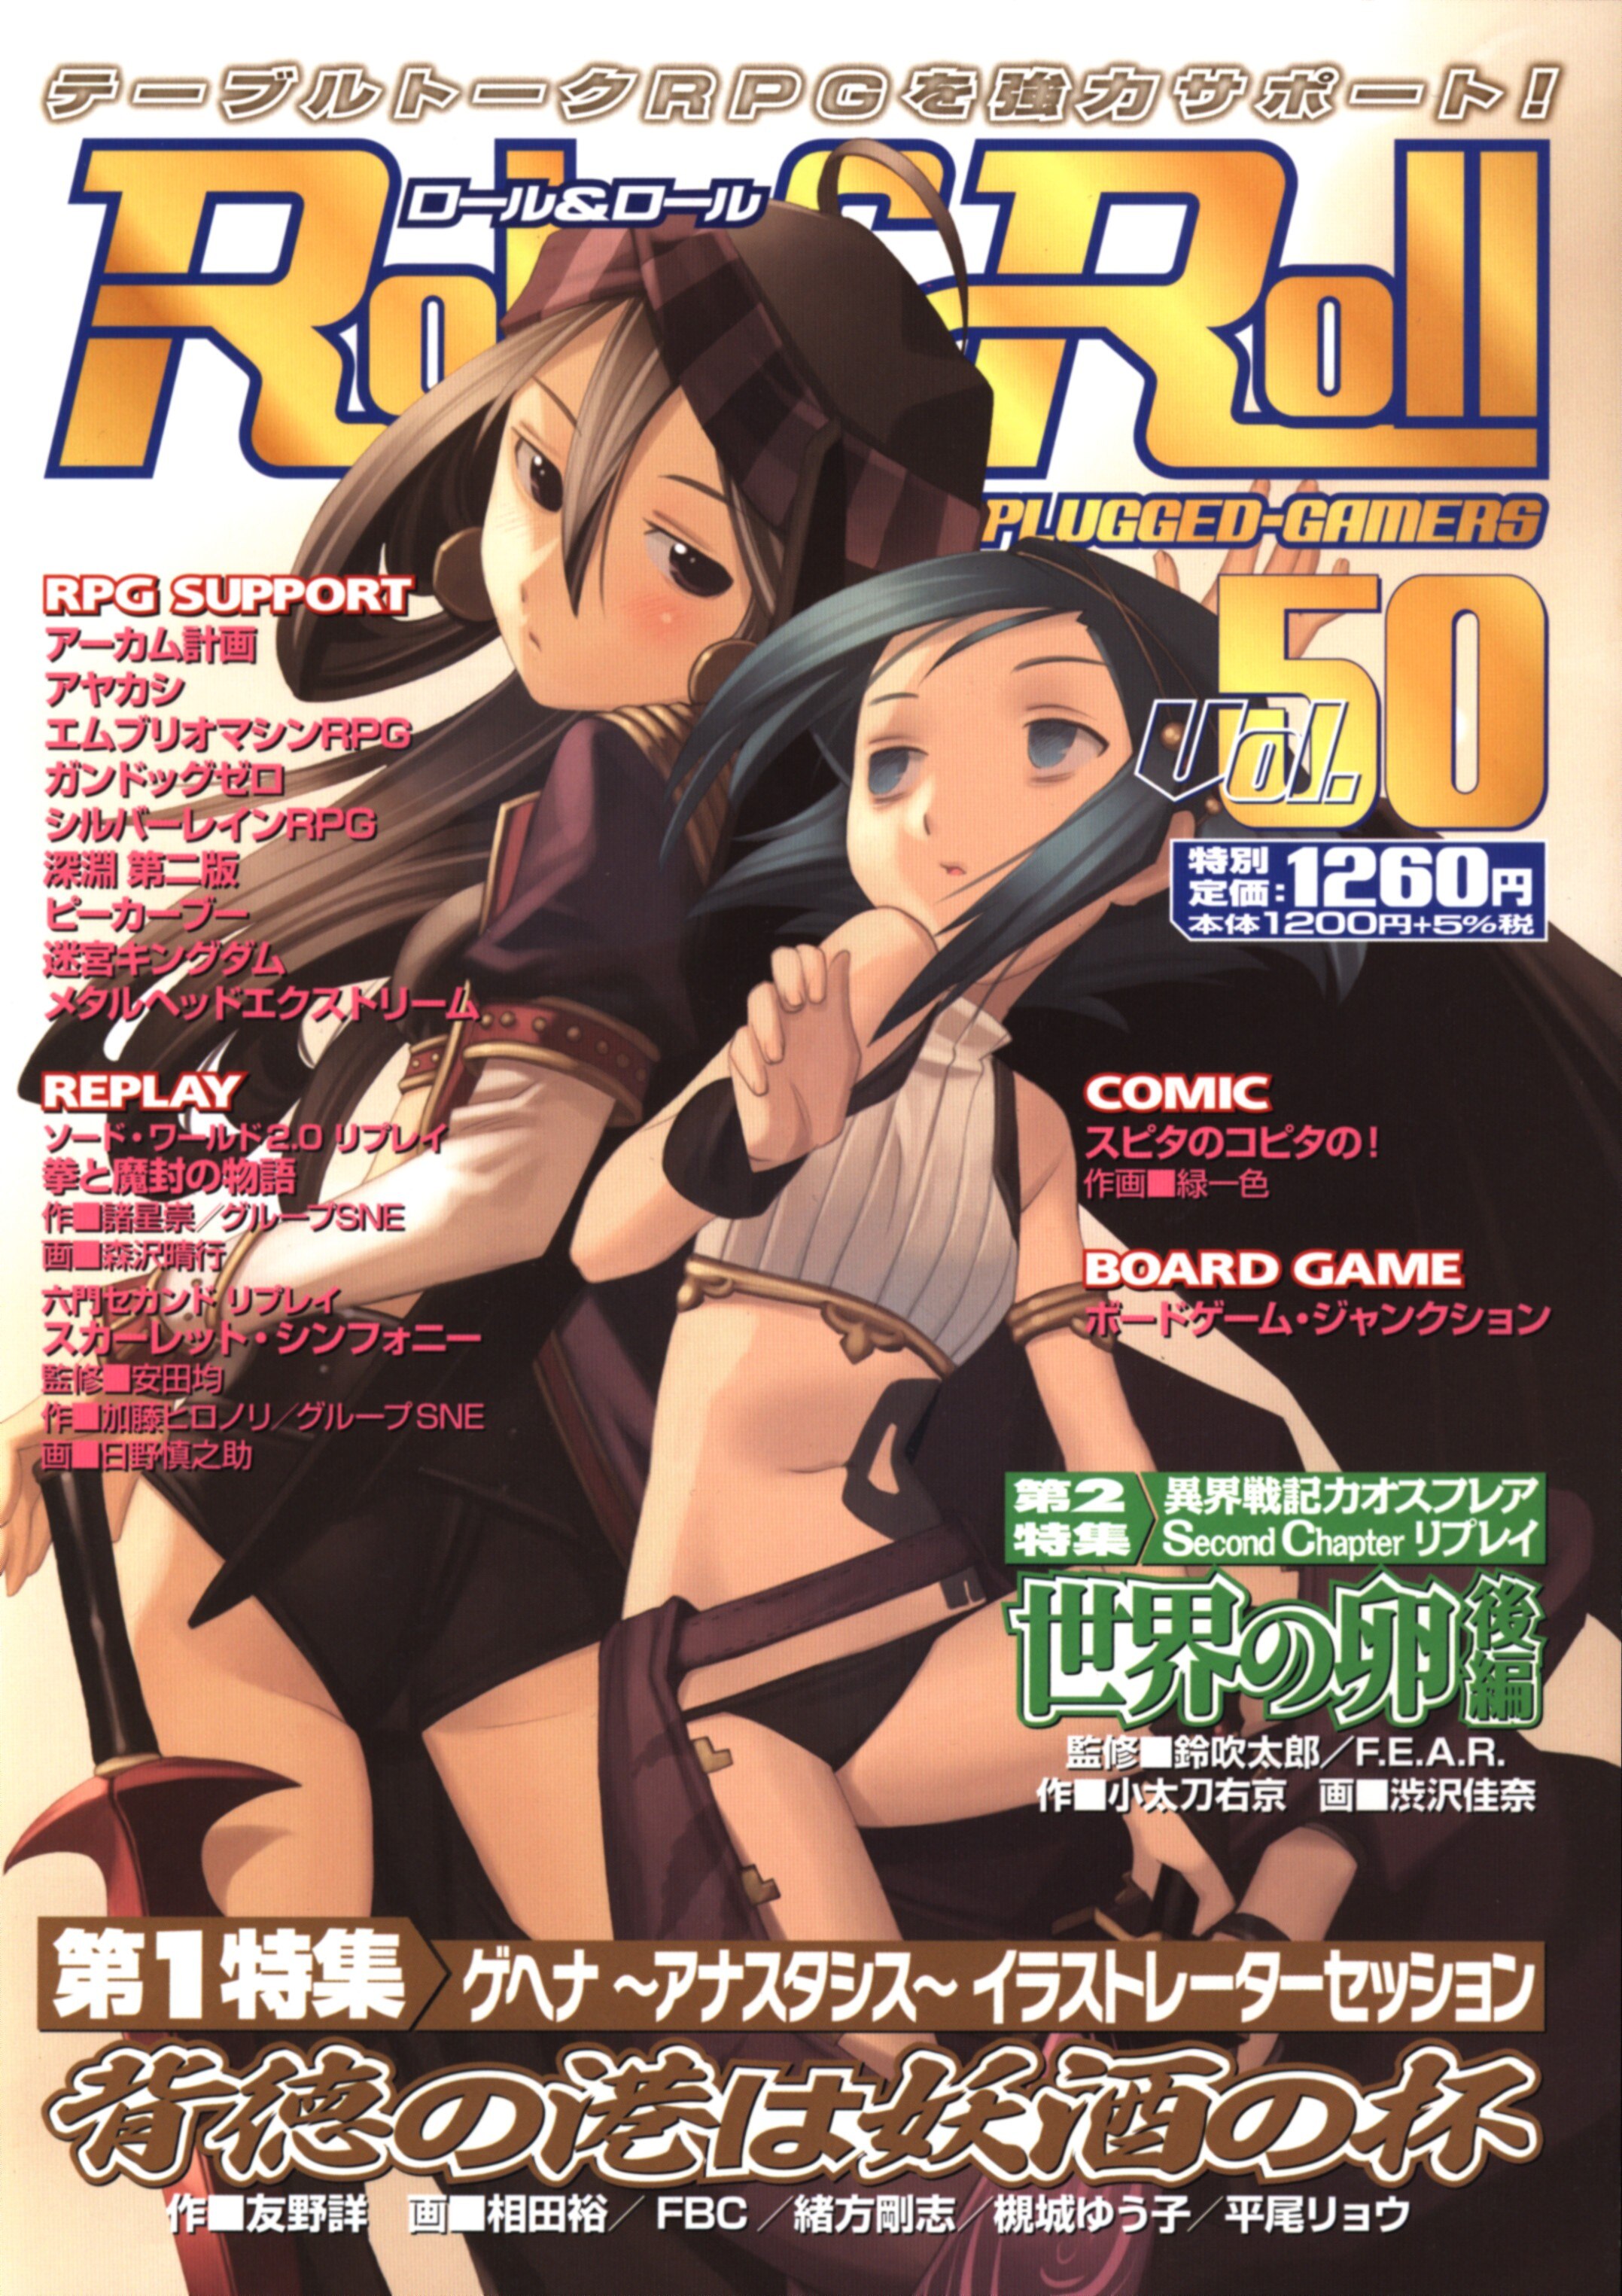 テーブルトークRPGを強力サポート!
Role&Roll
ロール&ロール
PLUGGED-GAMERS
Vol.50
特別定価:1260円
本体1200円+5%税
RPG SUPPORT
アーカム計画
アヤカシ
エムブリオマシンRPG
ガンドッグゼロ
シルバーレインRPG
深淵 第二版
ピーカーブー
迷宮キングダム
メタルヘッドエクストリーム
REPLAY
ソード・ワールド2.0 リプレイ
拳と魔封の物語
作■諸星崇/グループSNE
画■森沢晴行
六門セカンド リプレイ
スカーレット・シンフォニー
監修■安田均
作■加藤ヒロノリ/グループSNE
画■日野慎之助
COMIC
スピタのコピタの!
作画■緑一色
BOARD GAME
ボードゲーム・ジャンクション
第2特集
異界戦記カオスフレア
Second Chapter リプレイ
世界の卵 後編
監修■鈴吹太郎/F.E.A.R.
作■小太刀右京 画■渋沢佳奈
第1特集 ゲヘナ ～アナスタシス～ イラストレーターセッション
背徳の港は妖酒の杯
作■友野詳 画■相田裕/FBC/緒方剛志/槻城ゆう子/平尾リョウ